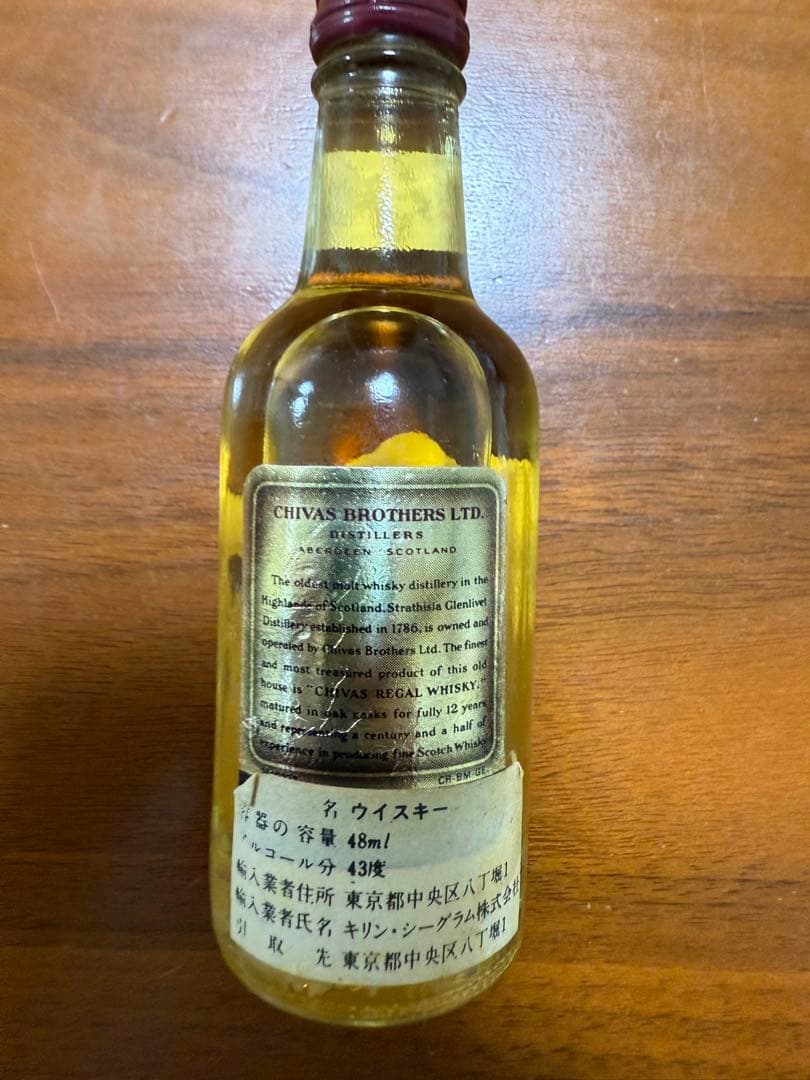 CHIVAS BROTHERS LTD.
DISTILLERS
ABERDEEN SCOTLAND
The oldest malt whisky distillery in the
Highlands of Scotland, Strathisla Glenlivet
Distillery established in 1786, is owned and
operated by Chivas Brothers Ltd. The finest
and most treasured product of this old
house is "CHIVAS REGAL WHISKY,"
matured in oak casks for fully 12 years
and representing a century and a half of
experience in producing fine Scotch Whisky
CR-BM-GE
名 ウイスキー
容器の容量 48ml
アルコール分 43度
輸入業者住所 東京都中央区八丁堀1
輸入業者氏名 キリン・シーグラム株式会社
引取先 東京都中央区八丁堀1